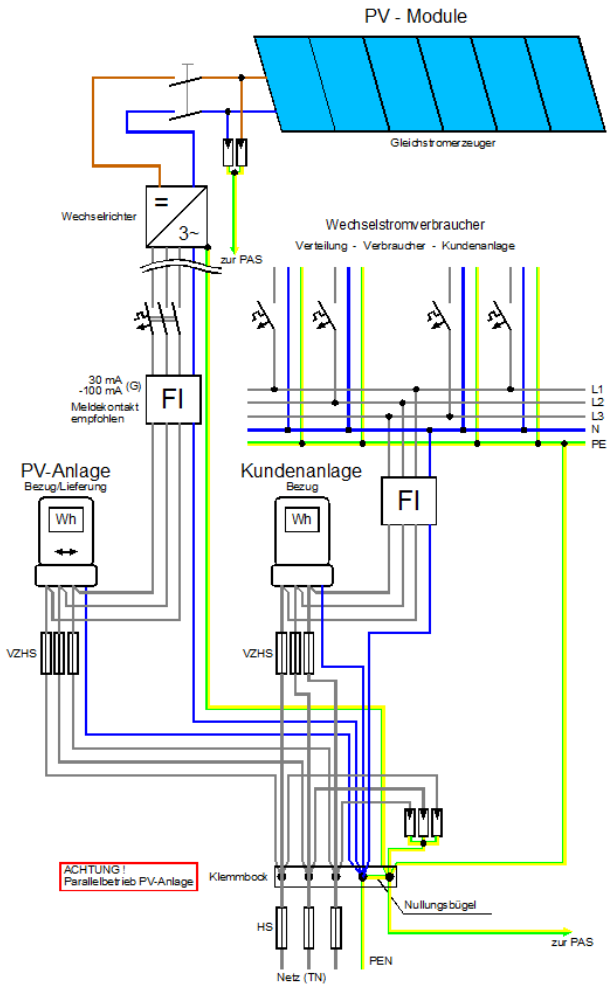 PV - Module
Gleichstromerzeuger
=
3~
Wechselrichter
zur PAS
Wechselstromverbraucher
Verteilung - Verbraucher - Kundenanlage
30 mA
-100 mA (G)
Meldekontakt
empfohlen
FI
L1
L2
L3
N
PE
PV-Anlage
Bezug/Lieferung
Wh
Kundenanlage
Bezug
Wh
FI
VZHS
VZHS
ACHTUNG !
Parallelbetrieb PV-Anlage
Klemmbock
Nullungsbügel
HS
zur PAS
PEN
Netz (TN)